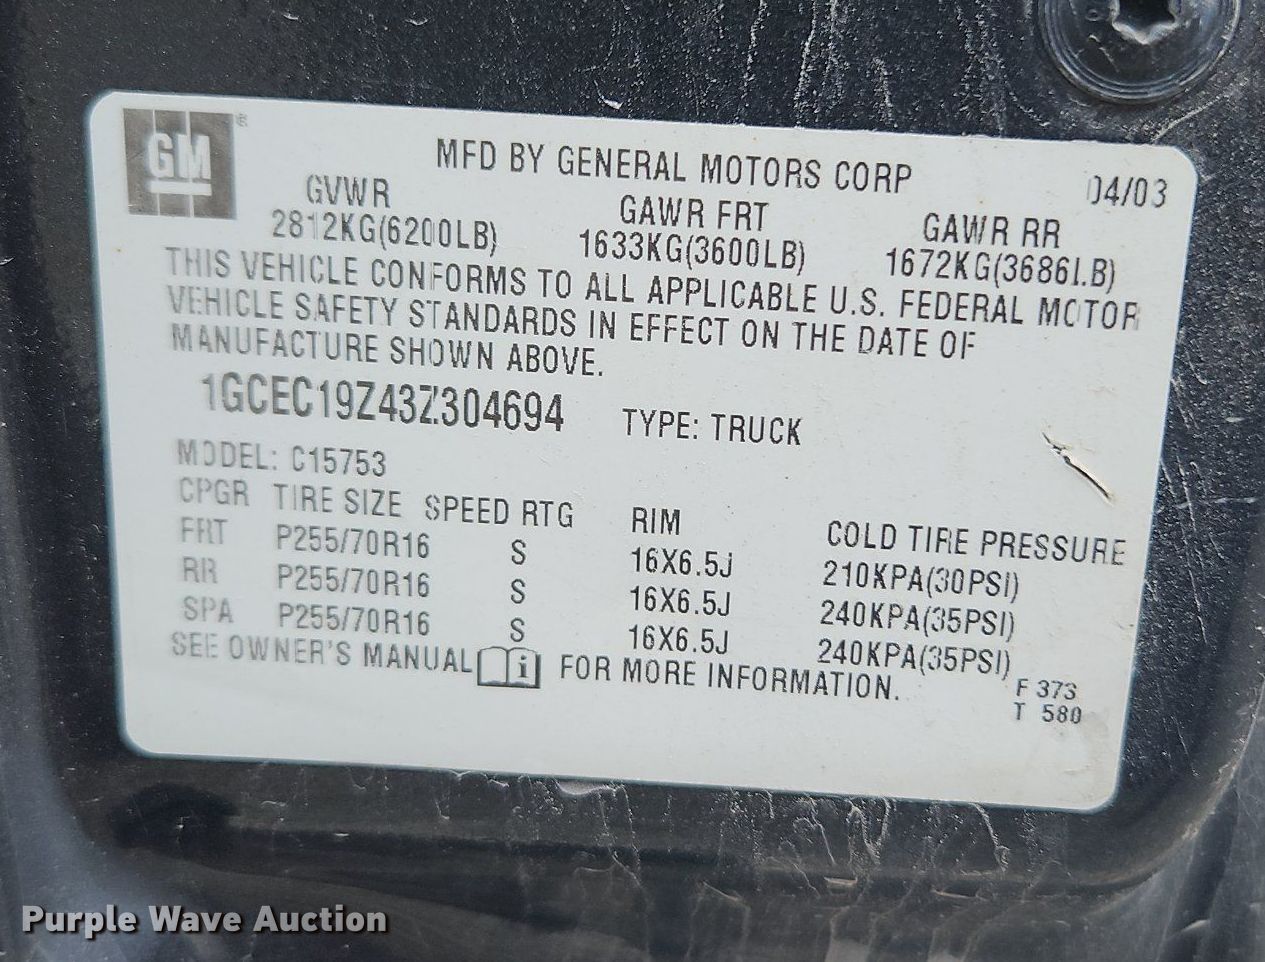 GM®
MFD BY GENERAL MOTORS CORP 04/03
GVWR GAWR FRT GAWR RR
2812KG(6200LB) 1633KG(3600LB) 1672KG(3686LB)
THIS VEHICLE CONFORMS TO ALL APPLICABLE U.S. FEDERAL MOTOR
VEHICLE SAFETY STANDARDS IN EFFECT ON THE DATE OF
MANUFACTURE SHOWN ABOVE.
1GCEC19Z43Z304694 TYPE: TRUCK
MODEL: C15753
CPGR TIRE SIZE SPEED RTG RIM COLD TIRE PRESSURE
FRT P255/70R16 S 16X6.5J 210KPA(30PSI)
RR P255/70R16 S 16X6.5J 240KPA(35PSI)
SPA P255/70R16 S 16X6.5J 240KPA(35PSI)
SEE OWNER'S MANUAL i FOR MORE INFORMATION.
F 373
T 580
Purple Wave Auction